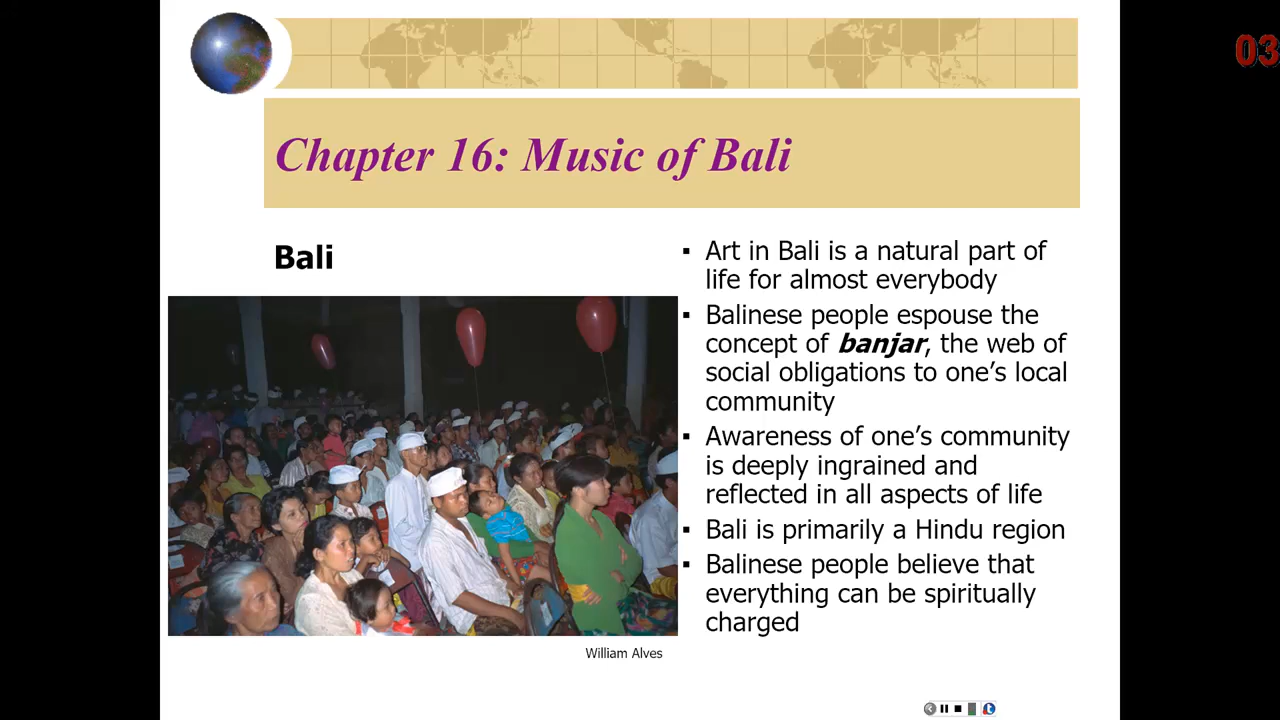 03
Chapter 16: Music of Bali
Bali
▪ Art in Bali is a natural part of
life for almost everybody
▪ Balinese people espouse the
concept of banjar, the web of
social obligations to one’s local
community
▪ Awareness of one’s community
is deeply ingrained and
reflected in all aspects of life
▪ Bali is primarily a Hindu region
▪ Balinese people believe that
everything can be spiritually
charged
William Alves